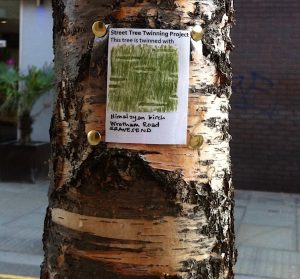 Street Tree Twinning Project
This tree is twinned with
Himalayan birch
Wrotham Road
GRAVESEND